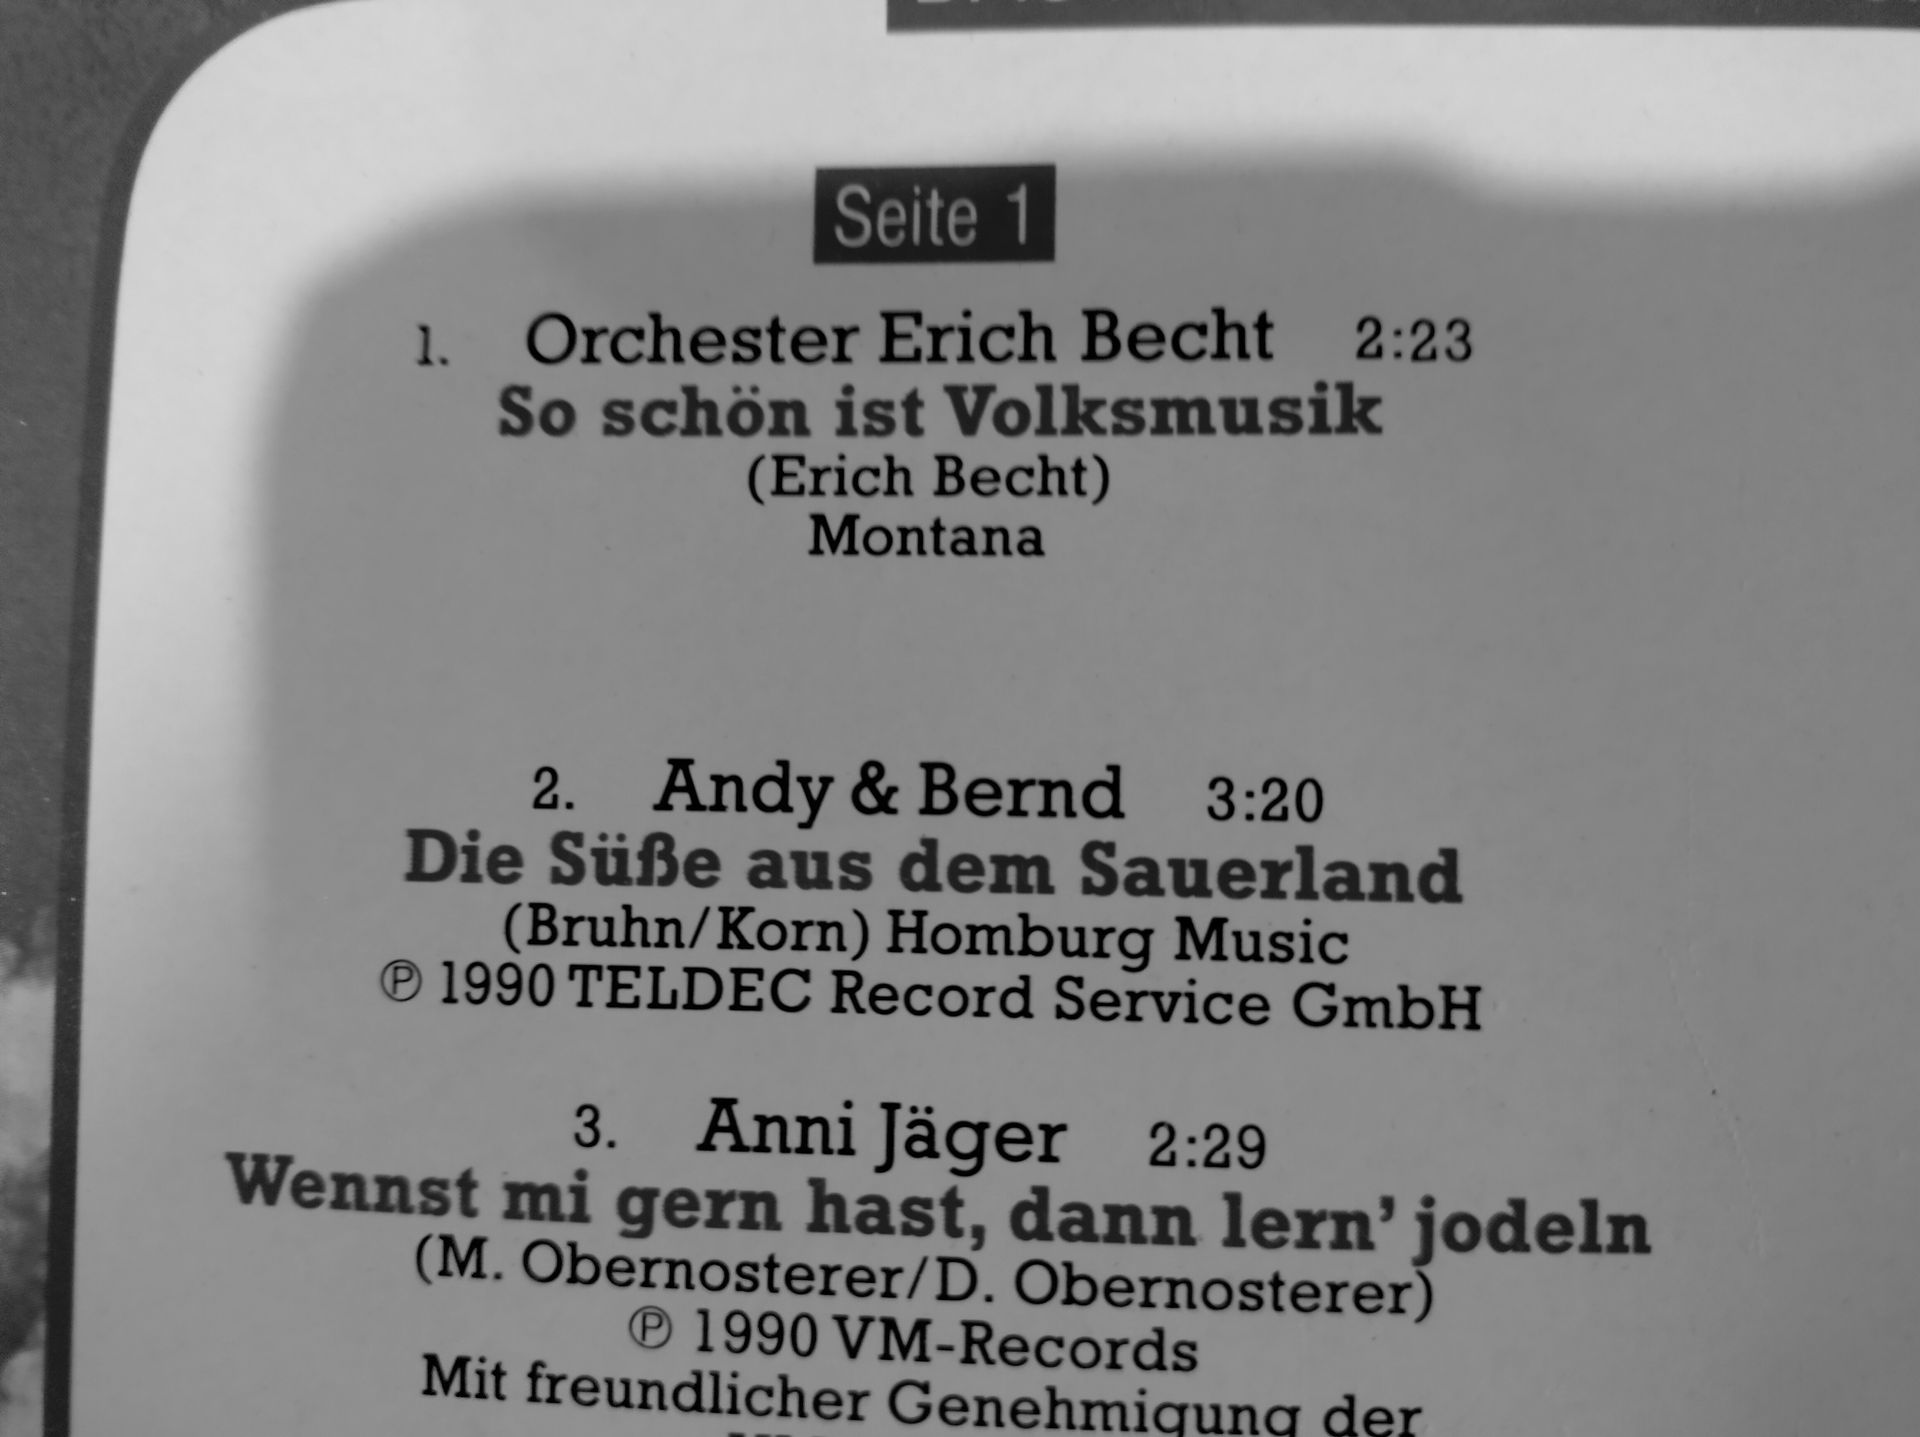 Seite 1
1. Orchester Erich Becht 2:23
So schön ist Volksmusik
(Erich Becht)
Montana
2. Andy & Bernd 3:20
Die Süße aus dem Sauerland
(Bruhn/Korn) Homburg Music
℗ 1990 TELDEC Record Service GmbH
3. Anni Jäger 2:29
Wennst mi gern hast, dann lern’ jodeln
(M. Obernosterer/D. Obernosterer)
℗ 1990 VM-Records
Mit freundlicher Genehmigung der